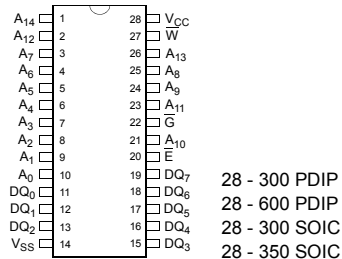 A14 1 28 VCC
A12 2 27 W
A7 3 26 A13
A6 4 25 A8
A5 5 24 A9
A4 6 23 A11
A3 7 22 G
A2 8 21 A10
A1 9 20 E
A0 10 19 DQ7
DQ0 11 18 DQ6
DQ1 12 17 DQ5
DQ2 13 16 DQ4
VSS 14 15 DQ3
28 - 300 PDIP
28 - 600 PDIP
28 - 300 SOIC
28 - 350 SOIC